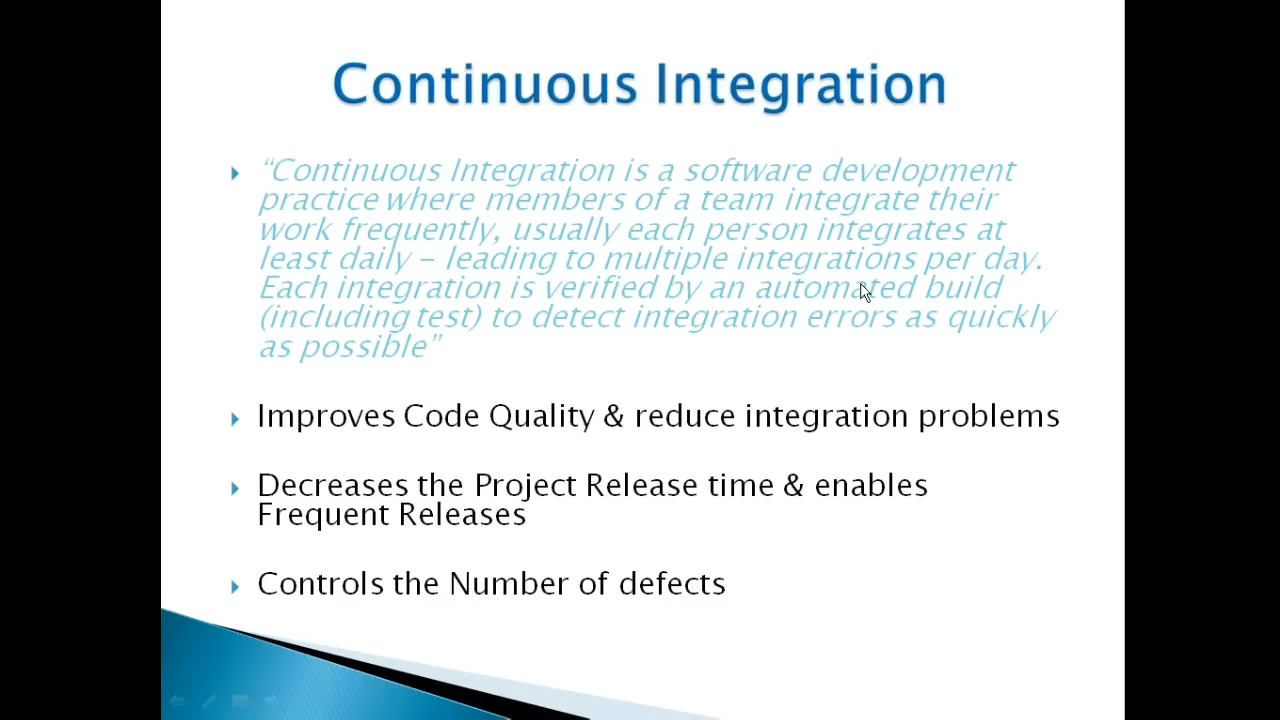 Continuous Integration
“Continuous Integration is a software development
practice where members of a team integrate their
work frequently, usually each person integrates at
least daily – leading to multiple integrations per day.
Each integration is verified by an automated build
(including test) to detect integration errors as quickly
as possible”
Improves Code Quality & reduce integration problems
Decreases the Project Release time & enables
Frequent Releases
Controls the Number of defects